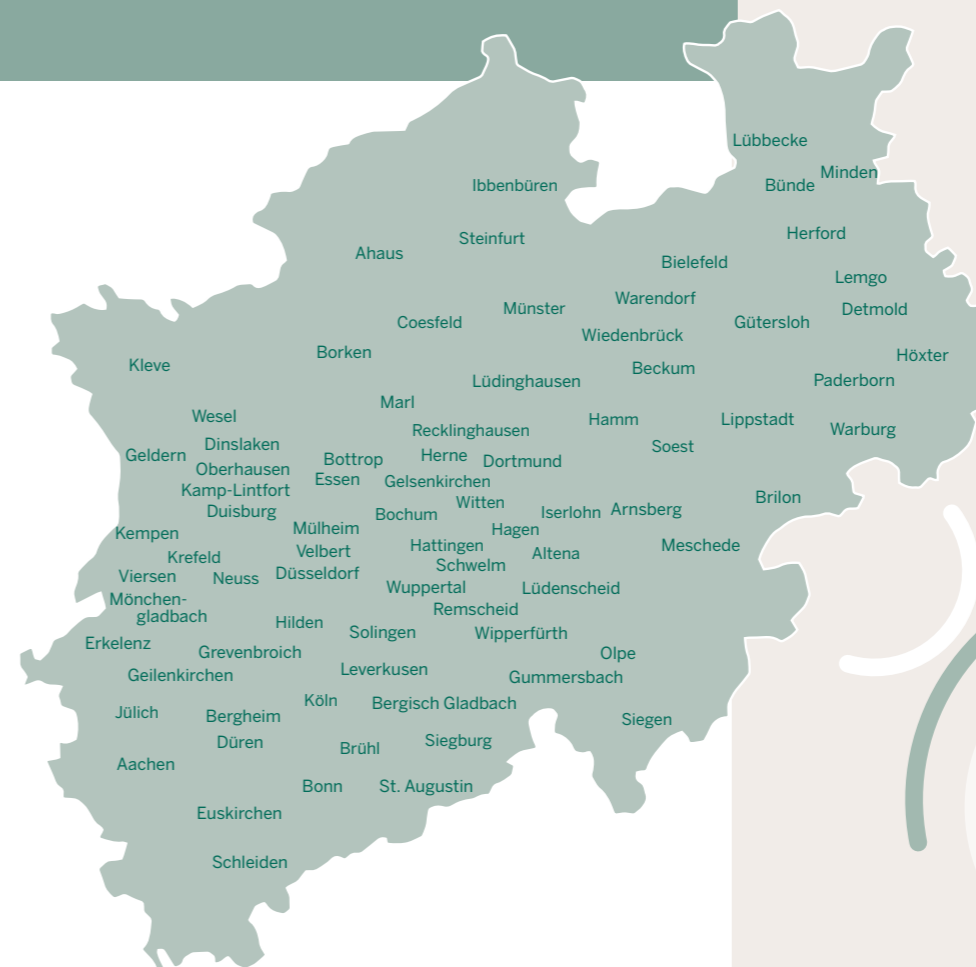 Lübbecke
Minden
Bünde
Ibbenbüren
Herford
Steinfurt
Ahaus
Bielefeld
Lemgo
Warendorf
Münster
Detmold
Coesfeld
Gütersloh
Wiedenbrück
Borken
Höxter
Kleve
Beckum
Lüdinghausen
Paderborn
Marl
Wesel
Hamm
Lippstadt
Recklinghausen
Warburg
Dinslaken
Soest
Geldern
Herne
Bottrop
Dortmund
Oberhausen
Essen
Gelsenkirchen
Kamp-Lintfort
Brilon
Witten
Duisburg
Iserlohn
Arnsberg
Bochum
Mülheim
Hagen
Kempen
Hattingen
Meschede
Velbert
Altena
Krefeld
Schwelm
Düsseldorf
Viersen
Neuss
Wuppertal
Lüdenscheid
Mönchen-
gladbach
Remscheid
Hilden
Solingen
Wipperfürth
Erkelenz
Grevenbroich
Olpe
Leverkusen
Geilenkirchen
Gummersbach
Köln
Bergisch Gladbach
Jülich
Bergheim
Siegen
Düren
Siegburg
Brühl
Aachen
Bonn
St. Augustin
Euskirchen
Schleiden